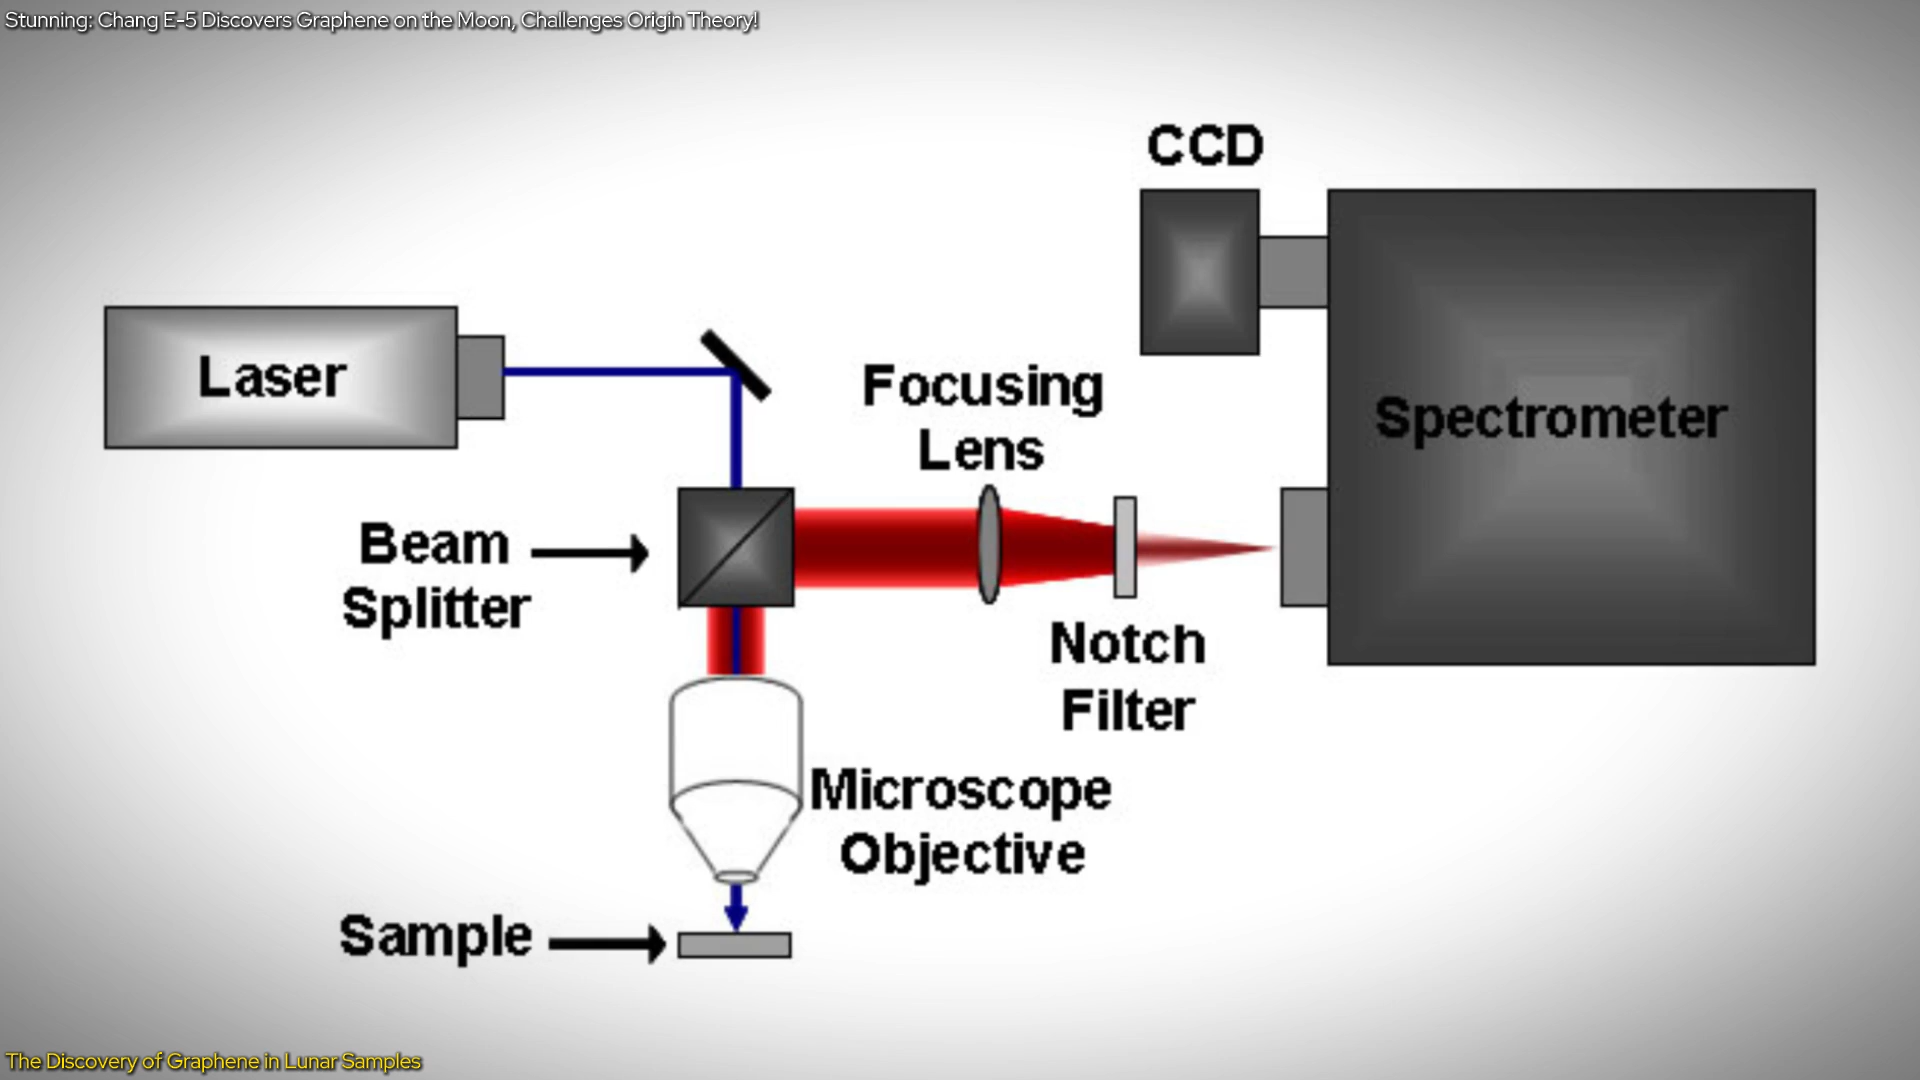 Stunning: Chang E-5 Discovers Graphene on the Moon, Challenges Origin Theory!
CCD
Laser
Focusing
Lens
Spectrometer
Beam
Splitter
Notch
Filter
Microscope
Objective
Sample
The Discovery of Graphene in Lunar Samples